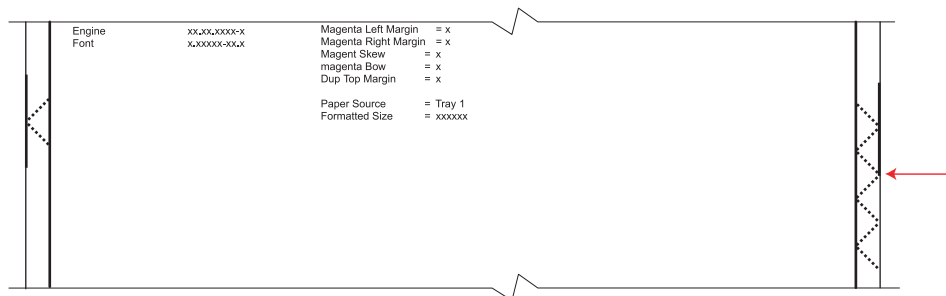 Engine xx.xx.xxxx-x
Font x.xxxxx-xx.x
Magenta Left Margin = x
Magenta Right Margin = x
Magent Skew = x
magenta Bow = x
Dup Top Margin = x
Paper Source = Tray 1
Formatted Size = xxxxxx